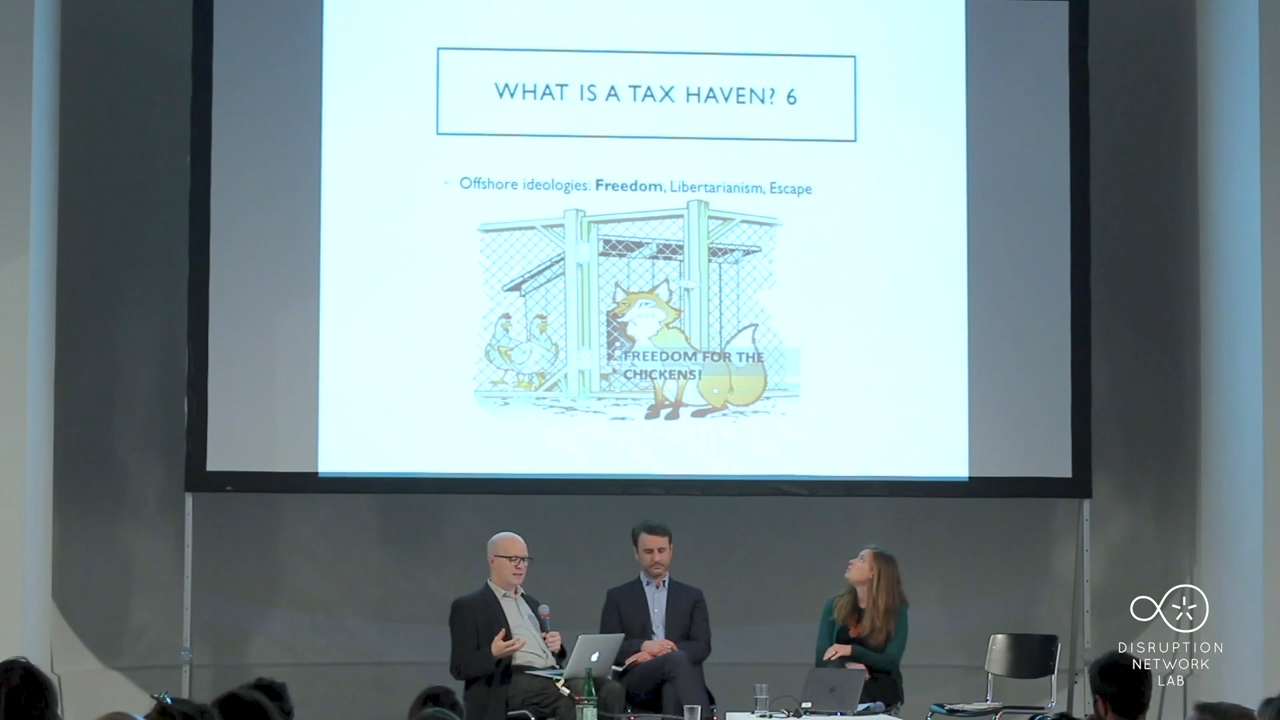 WHAT IS A TAX HAVEN? 6
Offshore ideologies: Freedom, Libertarianism, Escape
FREEDOM FOR THE
CHICKENS!
DISRUPTION
NETWORK
LAB